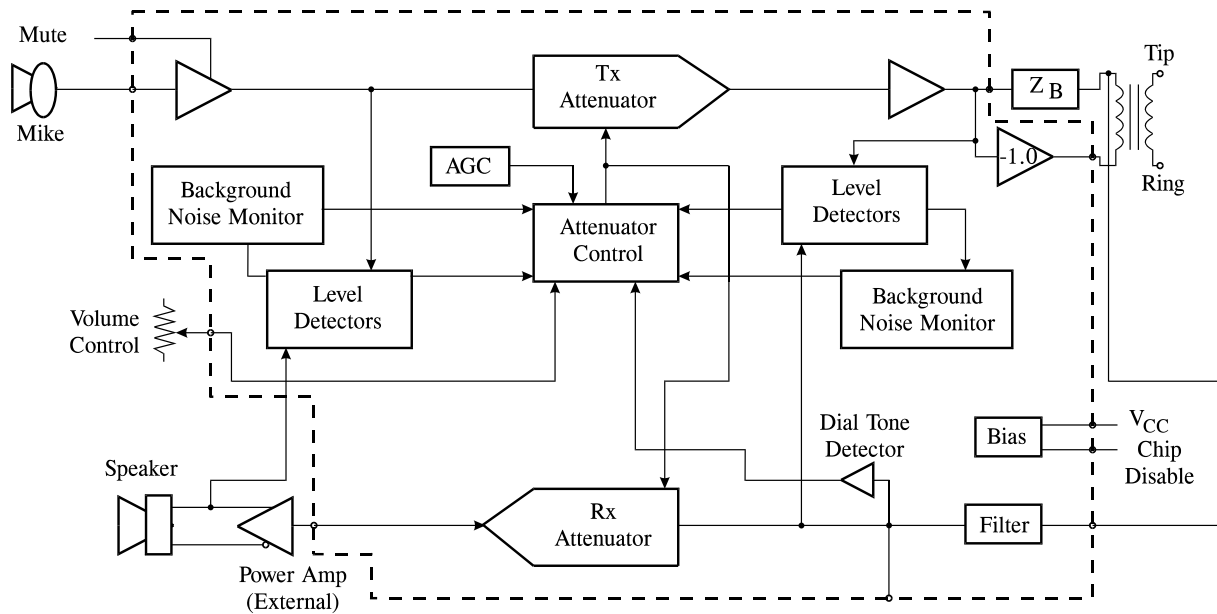 Mute
Mike
Tx
Attenuator
Z B
Tip
-1.0
Ring
AGC
Background
Noise Monitor
Level
Detectors
Attenuator
Control
Level
Detectors
Background
Noise Monitor
Volume
Control
Dial Tone
Detector
Bias
VCC
Chip
Disable
Speaker
Rx
Attenuator
Filter
Power Amp
(External)